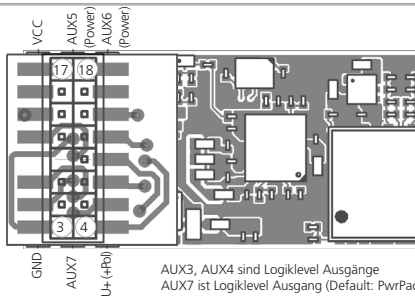 VCC
AUX5
(Power)
AUX6
(Power)
17 18
3 4
GND
AUX7
U+ (+Pol)
AUX3, AUX4 sind Logiklevel Ausgänge
AUX7 ist Logiklevel Ausgang (Default: PwrPac